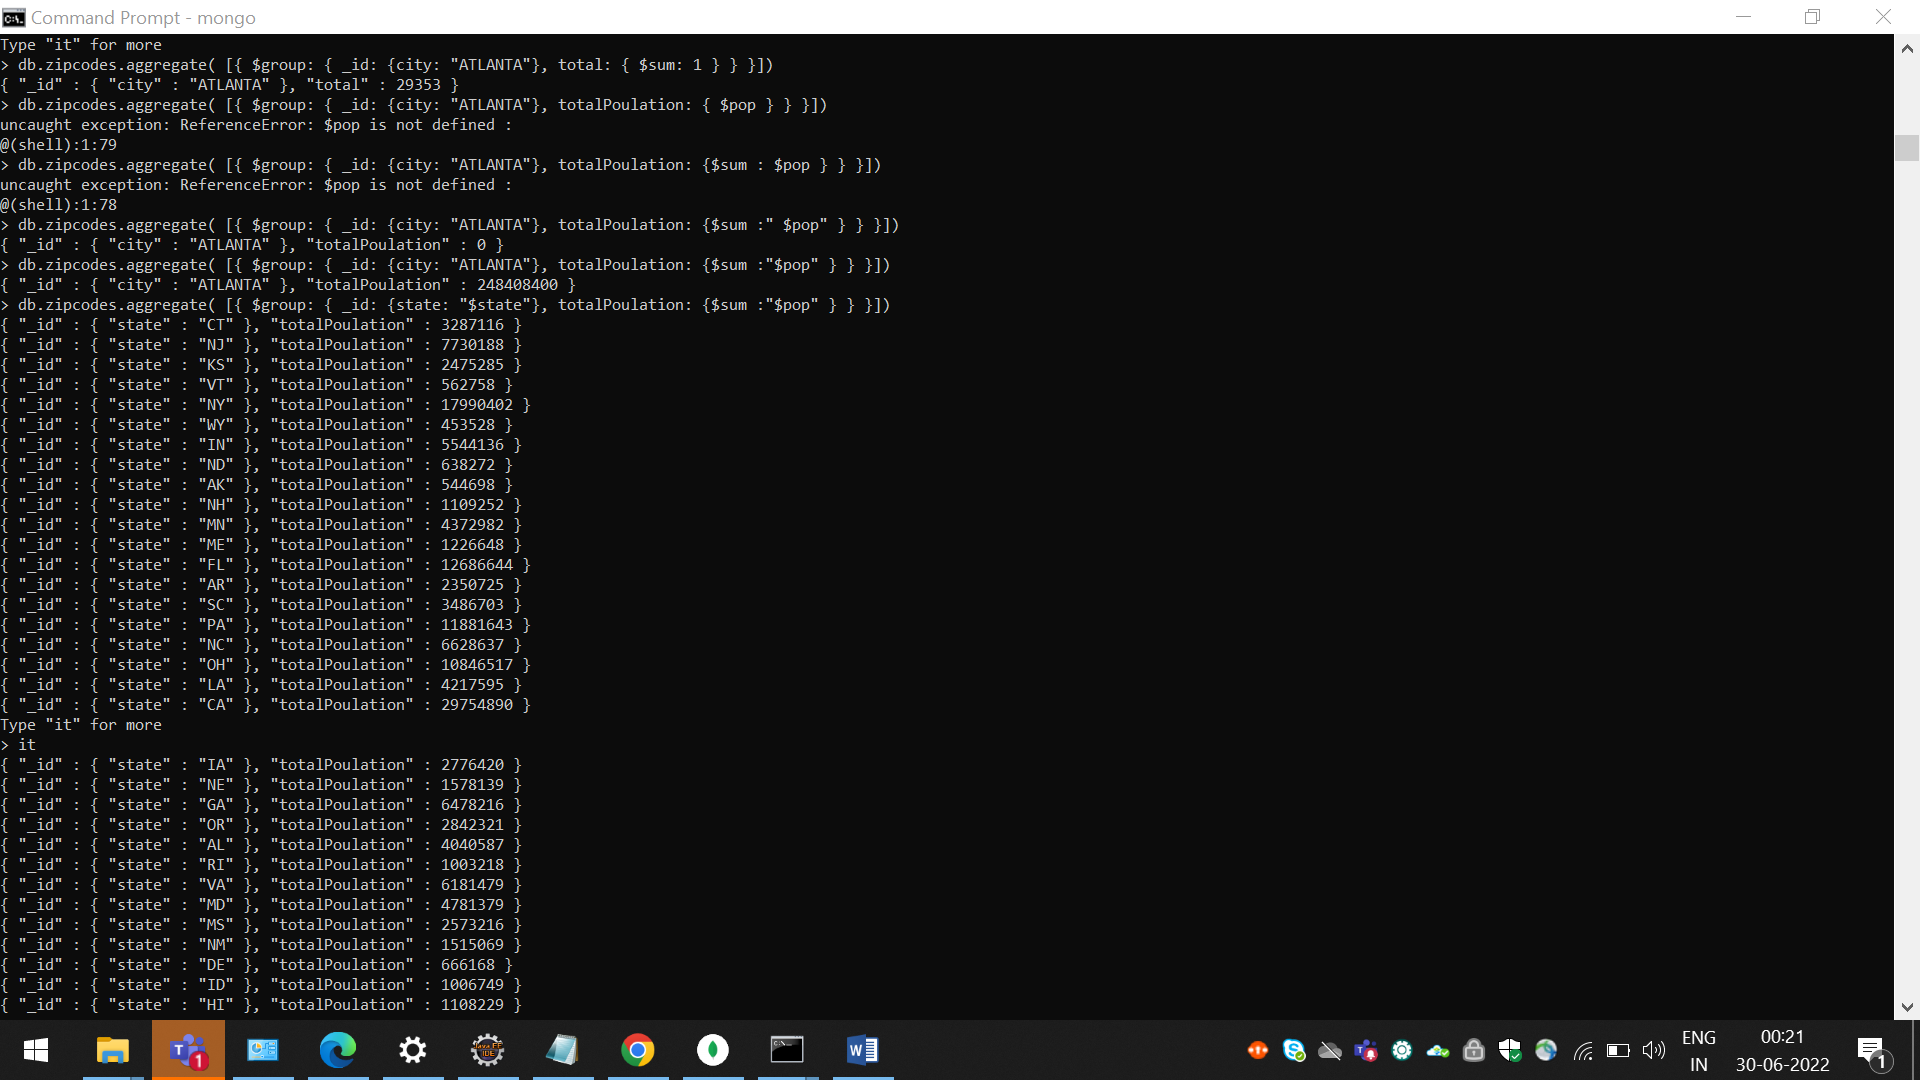 Command Prompt - mongo
Type "it" for more
> db.zipcodes.aggregate( [{ $group: { _id: {city: "ATLANTA"}, total: { $sum: 1 } } }])
{ "_id" : { "city" : "ATLANTA" }, "total" : 29353 }
> db.zipcodes.aggregate( [{ $group: { _id: {city: "ATLANTA"}, totalPoulation: { $pop } } }])
uncaught exception: ReferenceError: $pop is not defined :
@(shell):1:79
> db.zipcodes.aggregate( [{ $group: { _id: {city: "ATLANTA"}, totalPoulation: {$sum : $pop } } }])
uncaught exception: ReferenceError: $pop is not defined :
@(shell):1:78
> db.zipcodes.aggregate( [{ $group: { _id: {city: "ATLANTA"}, totalPoulation: {$sum :" $pop" } } }])
{ "_id" : { "city" : "ATLANTA" }, "totalPoulation" : 0 }
> db.zipcodes.aggregate( [{ $group: { _id: {city: "ATLANTA"}, totalPoulation: {$sum :"$pop" } } }])
{ "_id" : { "city" : "ATLANTA" }, "totalPoulation" : 248408400 }
> db.zipcodes.aggregate( [{ $group: { _id: {state: "$state"}, totalPoulation: {$sum :"$pop" } } }])
{ "_id" : { "state" : "CT" }, "totalPoulation" : 3287116 }
{ "_id" : { "state" : "NJ" }, "totalPoulation" : 7730188 }
{ "_id" : { "state" : "KS" }, "totalPoulation" : 2475285 }
{ "_id" : { "state" : "VT" }, "totalPoulation" : 562758 }
{ "_id" : { "state" : "NY" }, "totalPoulation" : 17990402 }
{ "_id" : { "state" : "WY" }, "totalPoulation" : 453528 }
{ "_id" : { "state" : "IN" }, "totalPoulation" : 5544136 }
{ "_id" : { "state" : "ND" }, "totalPoulation" : 638272 }
{ "_id" : { "state" : "AK" }, "totalPoulation" : 544698 }
{ "_id" : { "state" : "NH" }, "totalPoulation" : 1109252 }
{ "_id" : { "state" : "MN" }, "totalPoulation" : 4372982 }
{ "_id" : { "state" : "ME" }, "totalPoulation" : 1226648 }
{ "_id" : { "state" : "FL" }, "totalPoulation" : 12686644 }
{ "_id" : { "state" : "AR" }, "totalPoulation" : 2350725 }
{ "_id" : { "state" : "SC" }, "totalPoulation" : 3486703 }
{ "_id" : { "state" : "PA" }, "totalPoulation" : 11881643 }
{ "_id" : { "state" : "NC" }, "totalPoulation" : 6628637 }
{ "_id" : { "state" : "OH" }, "totalPoulation" : 10846517 }
{ "_id" : { "state" : "LA" }, "totalPoulation" : 4217595 }
{ "_id" : { "state" : "CA" }, "totalPoulation" : 29754890 }
Type "it" for more
> it
{ "_id" : { "state" : "IA" }, "totalPoulation" : 2776420 }
{ "_id" : { "state" : "NE" }, "totalPoulation" : 1578139 }
{ "_id" : { "state" : "GA" }, "totalPoulation" : 6478216 }
{ "_id" : { "state" : "OR" }, "totalPoulation" : 2842321 }
{ "_id" : { "state" : "AL" }, "totalPoulation" : 4040587 }
{ "_id" : { "state" : "RI" }, "totalPoulation" : 1003218 }
{ "_id" : { "state" : "VA" }, "totalPoulation" : 6181479 }
{ "_id" : { "state" : "MD" }, "totalPoulation" : 4781379 }
{ "_id" : { "state" : "MS" }, "totalPoulation" : 2573216 }
{ "_id" : { "state" : "NM" }, "totalPoulation" : 1515069 }
{ "_id" : { "state" : "DE" }, "totalPoulation" : 666168 }
{ "_id" : { "state" : "ID" }, "totalPoulation" : 1006749 }
{ "_id" : { "state" : "HI" }, "totalPoulation" : 1108229 }
ENG
IN
00:21
30-06-2022
1
1